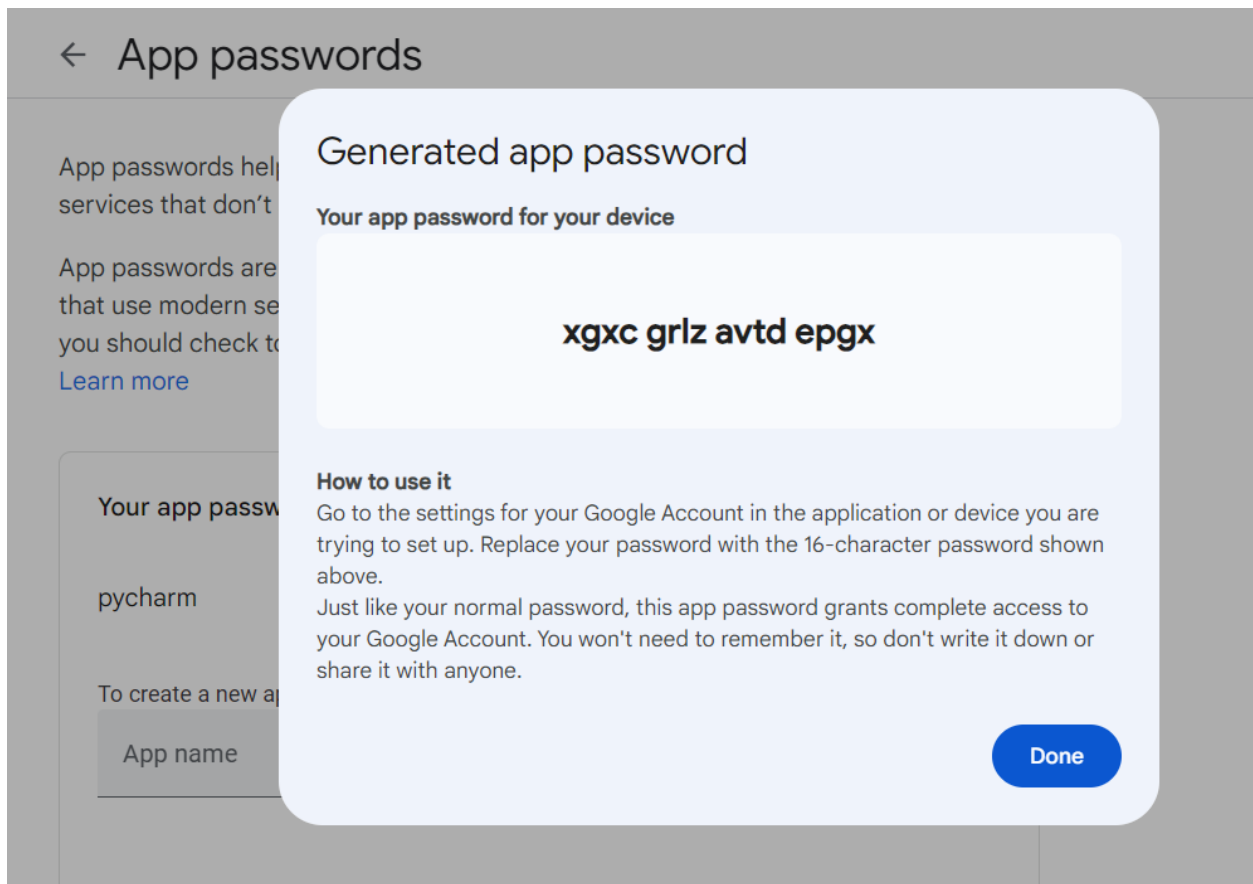 App passwords
App passwords help
services that don't
App passwords are
that use modern se
you should check to
Learn more
Your app passw
pycharm
To create a new ap
App name
Generated app password
Your app password for your device
xgxc grlz avtd epgx
How to use it
Go to the settings for your Google Account in the application or device you are
trying to set up. Replace your password with the 16-character password shown
above.
Just like your normal password, this app password grants complete access to
your Google Account. You won't need to remember it, so don't write it down or
share it with anyone.
Done